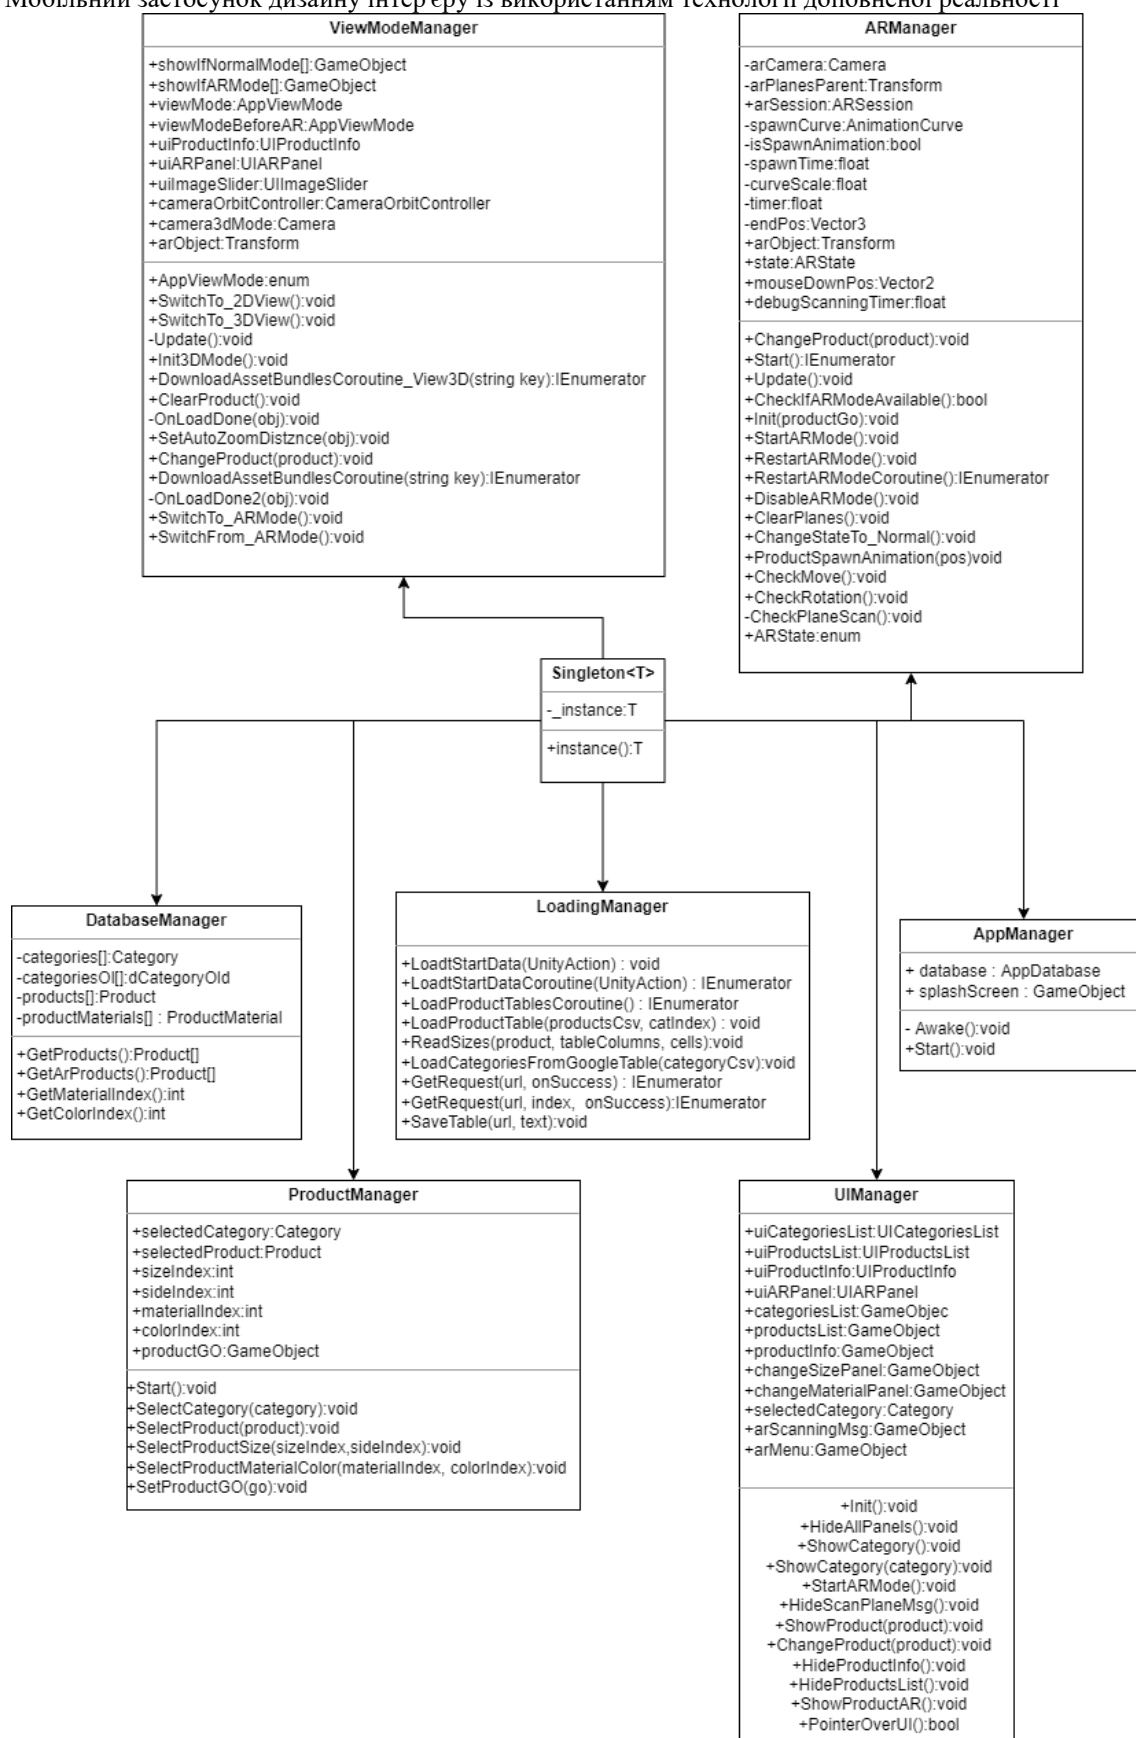 Мобільний застосунок дизайну інтер'єру із використанням технології доповненої реальності
ViewModeManager
+showIfNormalMode[]:GameObject
+showIfARMode[]:GameObject
+viewMode:AppViewMode
+viewModeBeforeAR:AppViewMode
+uiProductInfo:UIProductInfo
+uiARPanel:UIARPanel
+uiImageSlider:UIImageSlider
+cameraOrbitController:CameraOrbitController
+camera3dMode:Camera
+arObject:Transform
+AppViewMode:enum
+SwitchTo_2DView():void
+SwitchTo_3DView():void
-Update():void
+Init3DMode():void
+DownloadAssetBundlesCoroutine_View3D(string key):IEnumerator
+ClearProduct():void
-OnLoadDone(obj):void
+SetAutoZoomDistznce(obj):void
+ChangeProduct(product):void
+DownloadAssetBundlesCoroutine(string key):IEnumerator
-OnLoadDone2(obj):void
+SwitchTo_ARMode():void
+SwitchFrom_ARMode():void
ARManager
-arCamera:Camera
-arPlanesParent:Transform
+arSession:ARSession
-spawnCurve:AnimationCurve
-isSpawnAnimation:bool
-spawnTime:float
-curveScale:float
-timer:float
-endPos:Vector3
+arObject:Transform
+state:ARState
+mouseDownPos:Vector2
+debugScanningTimer:float
+ChangeProduct(product):void
+Start():IEnumerator
+Update():void
+CheckIfARModeAvailable():bool
+Init(productGo):void
+StartARMode():void
+RestartARMode():void
+RestartARModeCoroutine():IEnumerator
+DisableARMode():void
+ClearPlanes():void
+ChangeStateTo_Normal():void
+ProductSpawnAnimation(pos)void
+CheckMove():void
+CheckRotation():void
-CheckPlaneScan():void
+ARState:enum
Singleton<T>
-_instance:T
+instance():T
DatabaseManager
-categories[]:Category
-categoriesOl[]:dCategoryOld
-products[]:Product
-productMaterials[] : ProductMaterial
+GetProducts():Product[]
+GetArProducts():Product[]
+GetMaterialIndex():int
+GetColorIndex():int
LoadingManager
+LoadtStartData(UnityAction) : void
+LoadtStartDataCoroutine(UnityAction) : IEnumerator
+LoadProductTablesCoroutine() : IEnumerator
+LoadProductTable(productsCsv, catIndex) : void
+ReadSizes(product, tableColumns, cells):void
+LoadCategoriesFromGoogleTable(categoryCsv):void
+GetRequest(url, onSuccess) : IEnumerator
+GetRequest(url, index,  onSuccess):IEnumerator
+SaveTable(url, text):void
AppManager
+ database : AppDatabase
+ splashScreen : GameObject
- Awake():void
+Start():void
ProductManager
+selectedCategory:Category
+selectedProduct:Product
+sizeIndex:int
+sideIndex:int
+materialIndex:int
+colorIndex:int
+productGO:GameObject
+Start():void
+SelectCategory(category):void
+SelectProduct(product):void
+SelectProductSize(sizeIndex,sideIndex):void
+SelectProductMaterialColor(materialIndex, colorIndex):void
+SetProductGO(go):void
UIManager
+uiCategoriesList:UICategoriesList
+uiProductsList:UIProductsList
+uiProductInfo:UIProductInfo
+uiARPanel:UIARPanel
+categoriesList:GameObjec
+productsList:GameObject
+productInfo:GameObject
+changeSizePanel:GameObject
+changeMaterialPanel:GameObject
+selectedCategory:Category
+arScanningMsg:GameObject
+arMenu:GameObject
+Init():void
+HideAllPanels():void
+ShowCategory():void
+ShowCategory(category):void
+StartARMode():void
+HideScanPlaneMsg():void
+ShowProduct(product):void
+ChangeProduct(product):void
+HideProductInfo():void
+HideProductsList():void
+ShowProductAR():void
+PointerOverUI():bool